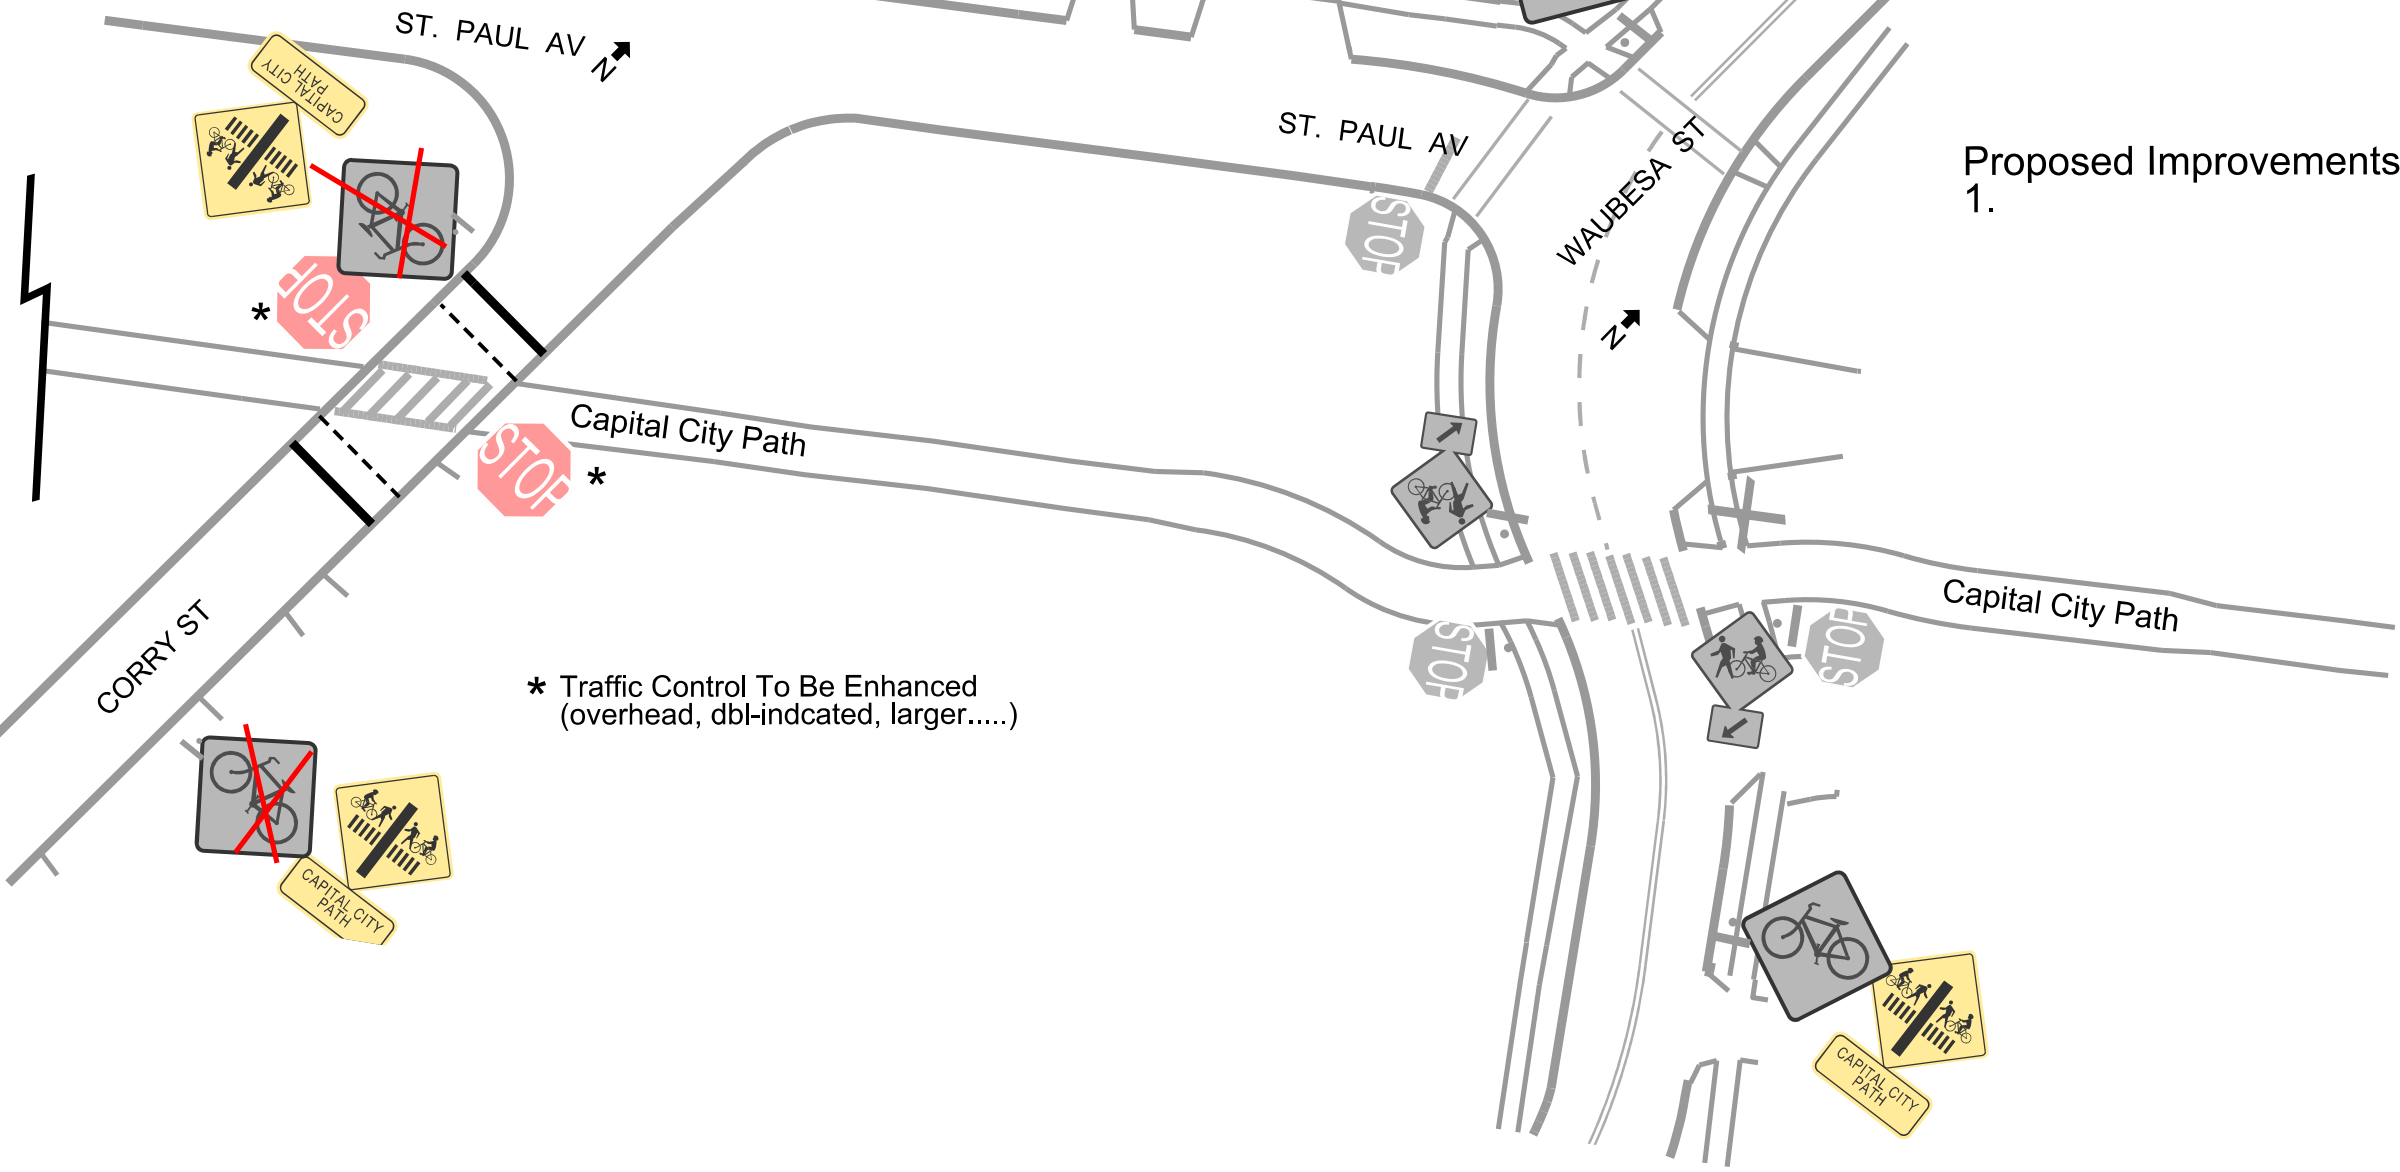 ST. PAUL AV
N
CAPITAL CITY
PATH
ST. PAUL AV
WAUBESA ST
Proposed Improvements
1.
STOP
*
STOP
N
Capital City Path
STOP
*
Capital City Path
STOP
STOP
CORRY ST
* Traffic Control To Be Enhanced
(overhead, dbl-indcated, larger.....)
CAPITAL CITY
PATH
CAPITAL CITY
PATH